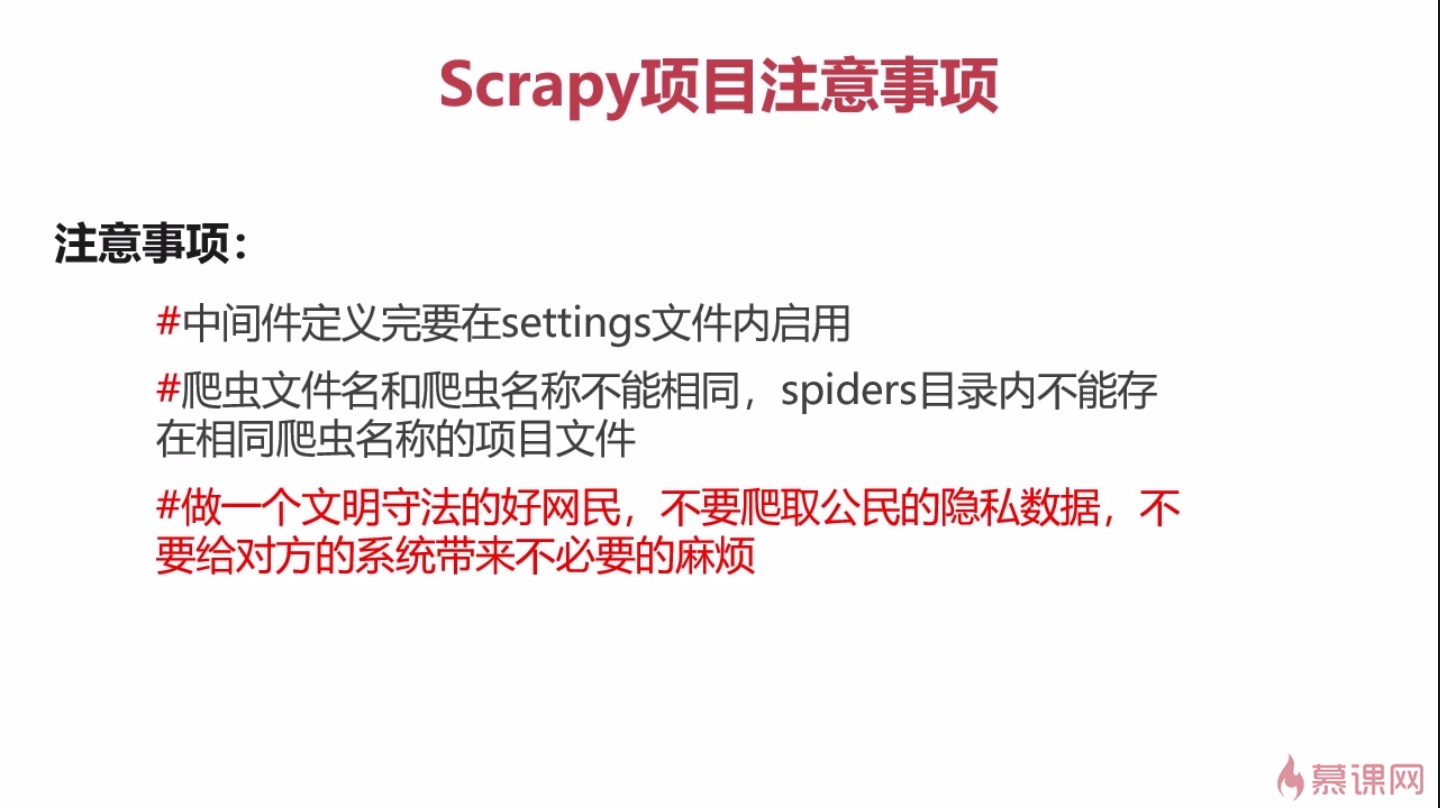 Scrapy项目注意事项
注意事项：
#中间件定义完要在settings文件内启用
#爬虫文件名和爬虫名称不能相同，spiders目录内不能存
在相同爬虫名称的项目文件
#做一个文明守法的好网民，不要爬取公民的隐私数据，不
要给对方的系统带来不必要的麻烦
慕课网